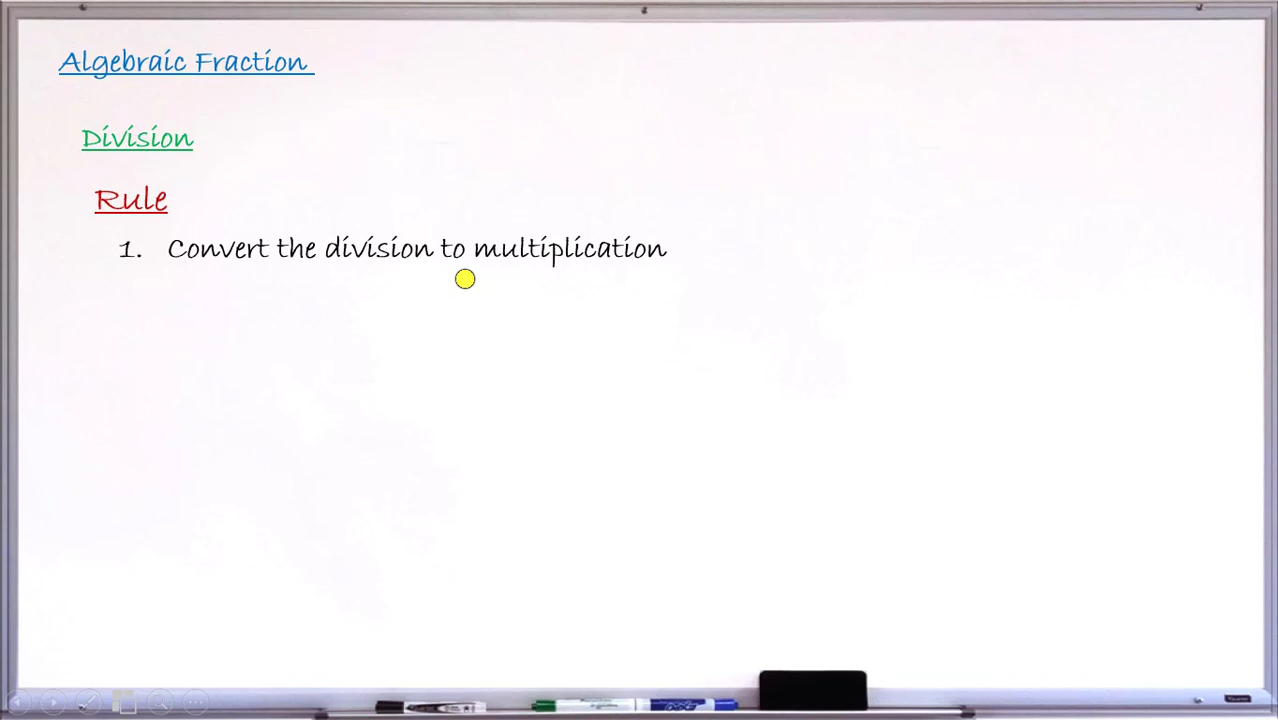 Algebraic Fraction
Division
Rule
1. Convert the division to multiplication